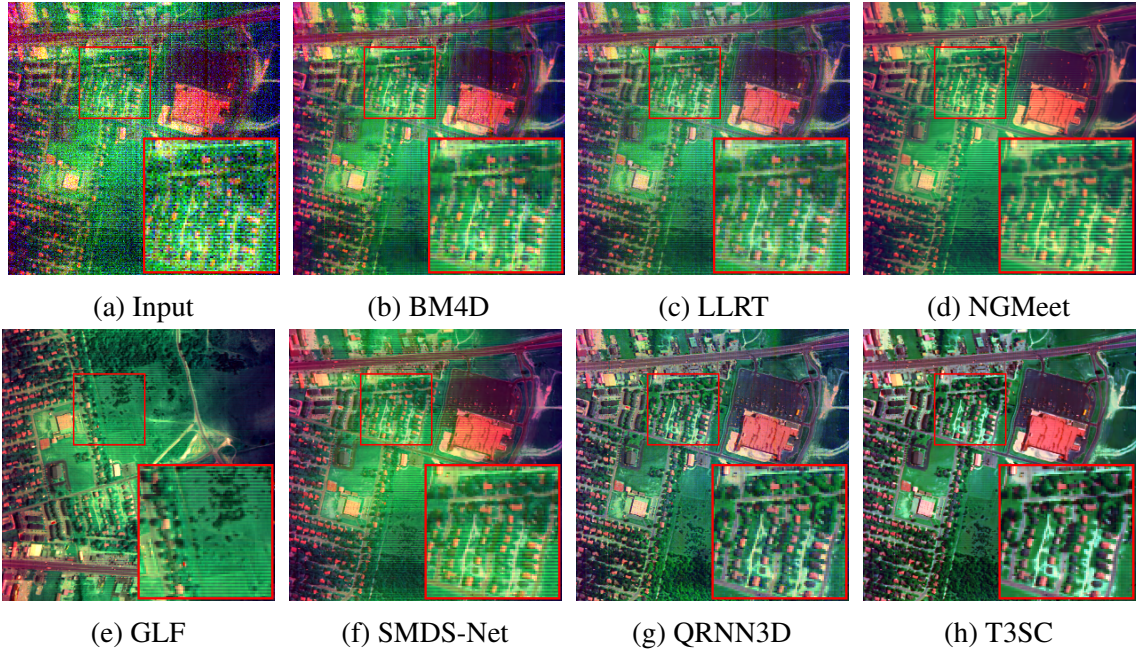 (a) Input
(b) BM4D
(c) LLRT
(d) NGMeet
(e) GLF
(f) SMDS-Net
(g) QRNN3D
(h) T3SC